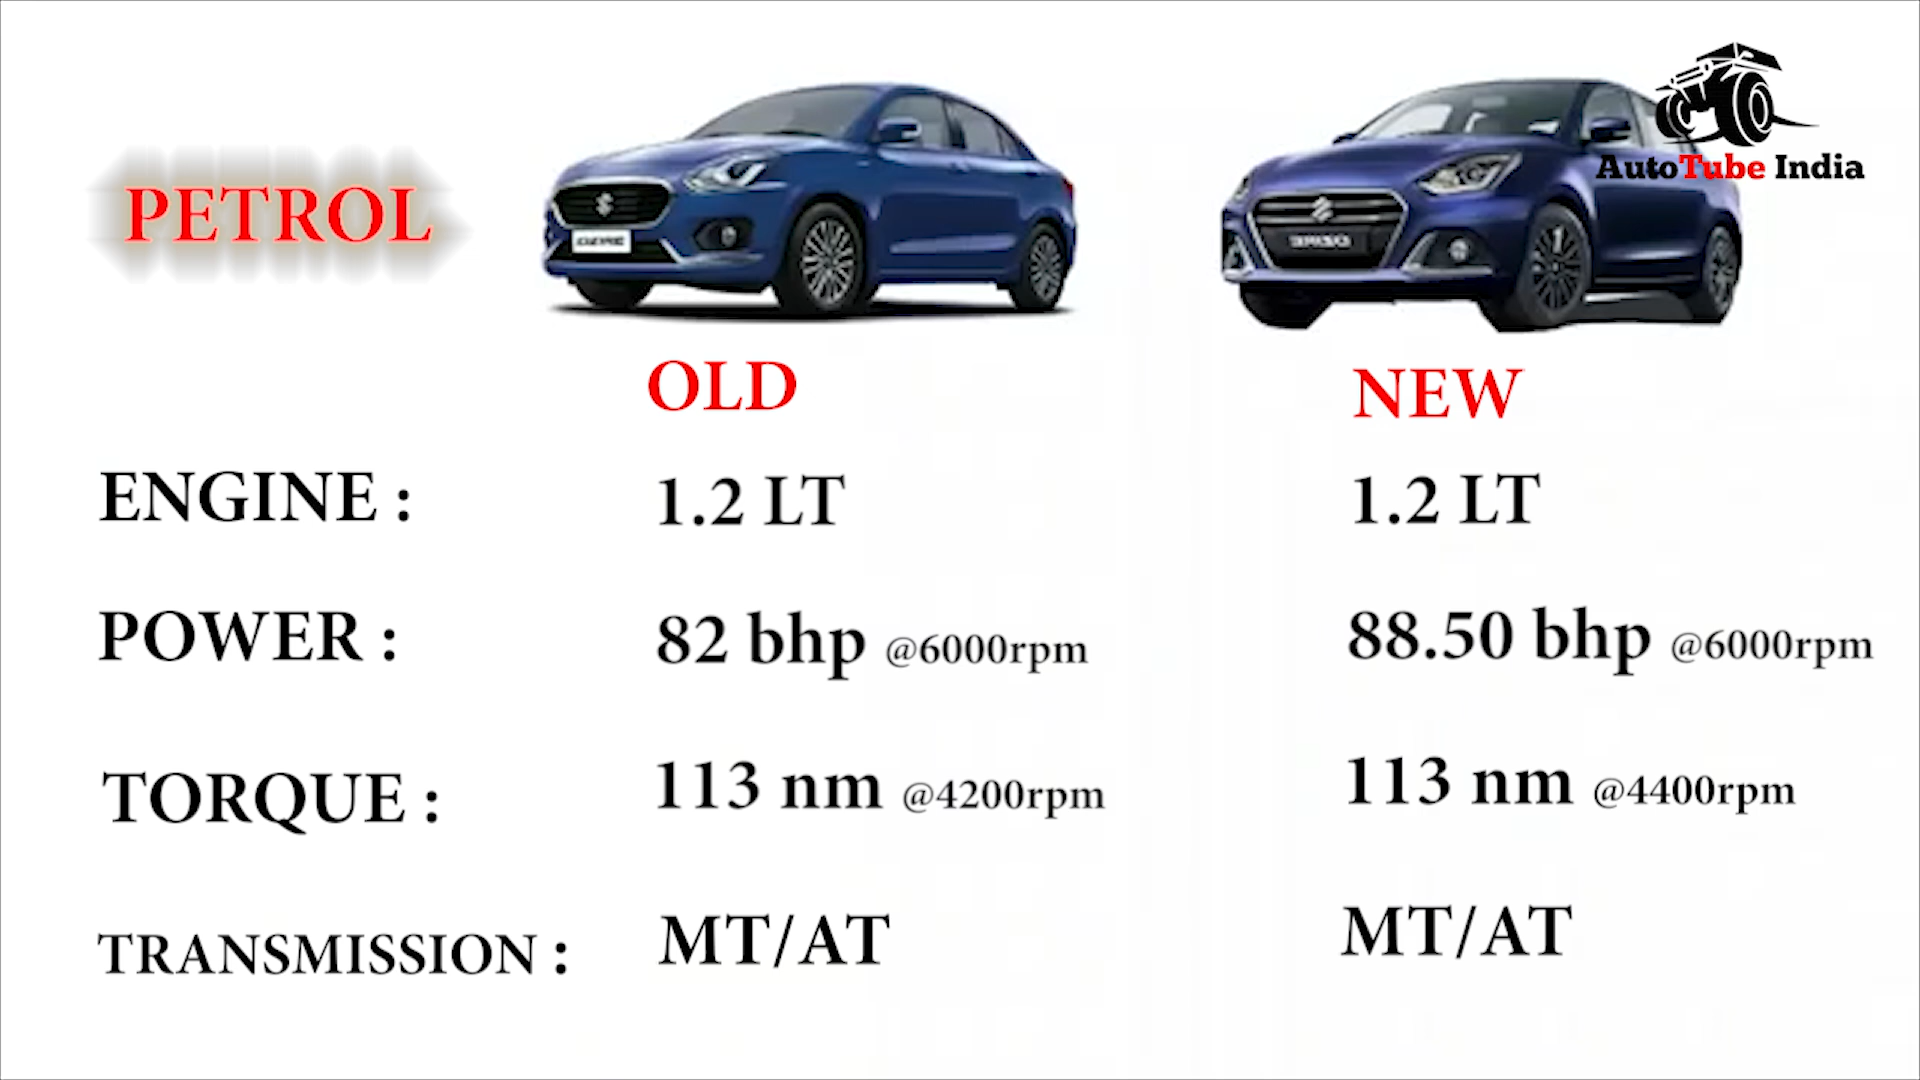 AutoTube India
PETROL
DZIRE
OLD
NEW
ENGINE :
1.2 LT
1.2 LT
POWER :
82 bhp @6000rpm
88.50 bhp @6000rpm
TORQUE :
113 nm @4200rpm
113 nm @4400rpm
TRANSMISSION :
MT/AT
MT/AT